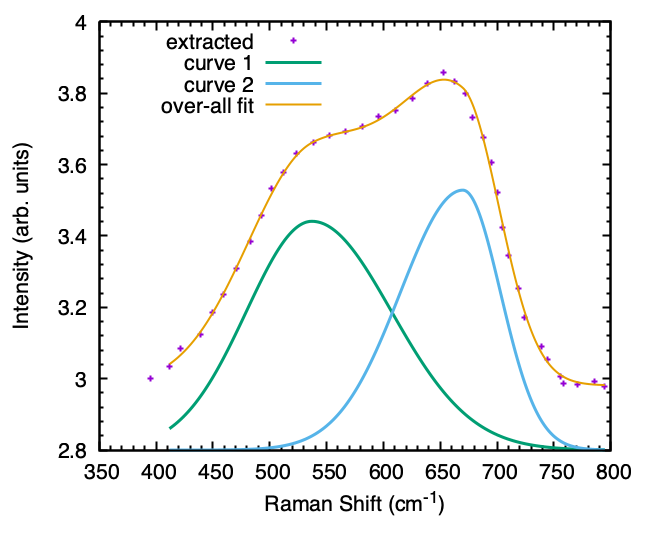 4
extracted
curve 1
3.8
curve 2
over-all fit
3.6
Intensity (arb. units)
3.4
3.2
3
2.8
350 400 450 500 550 600 650 700 750 800
Raman Shift (cm⁻¹)